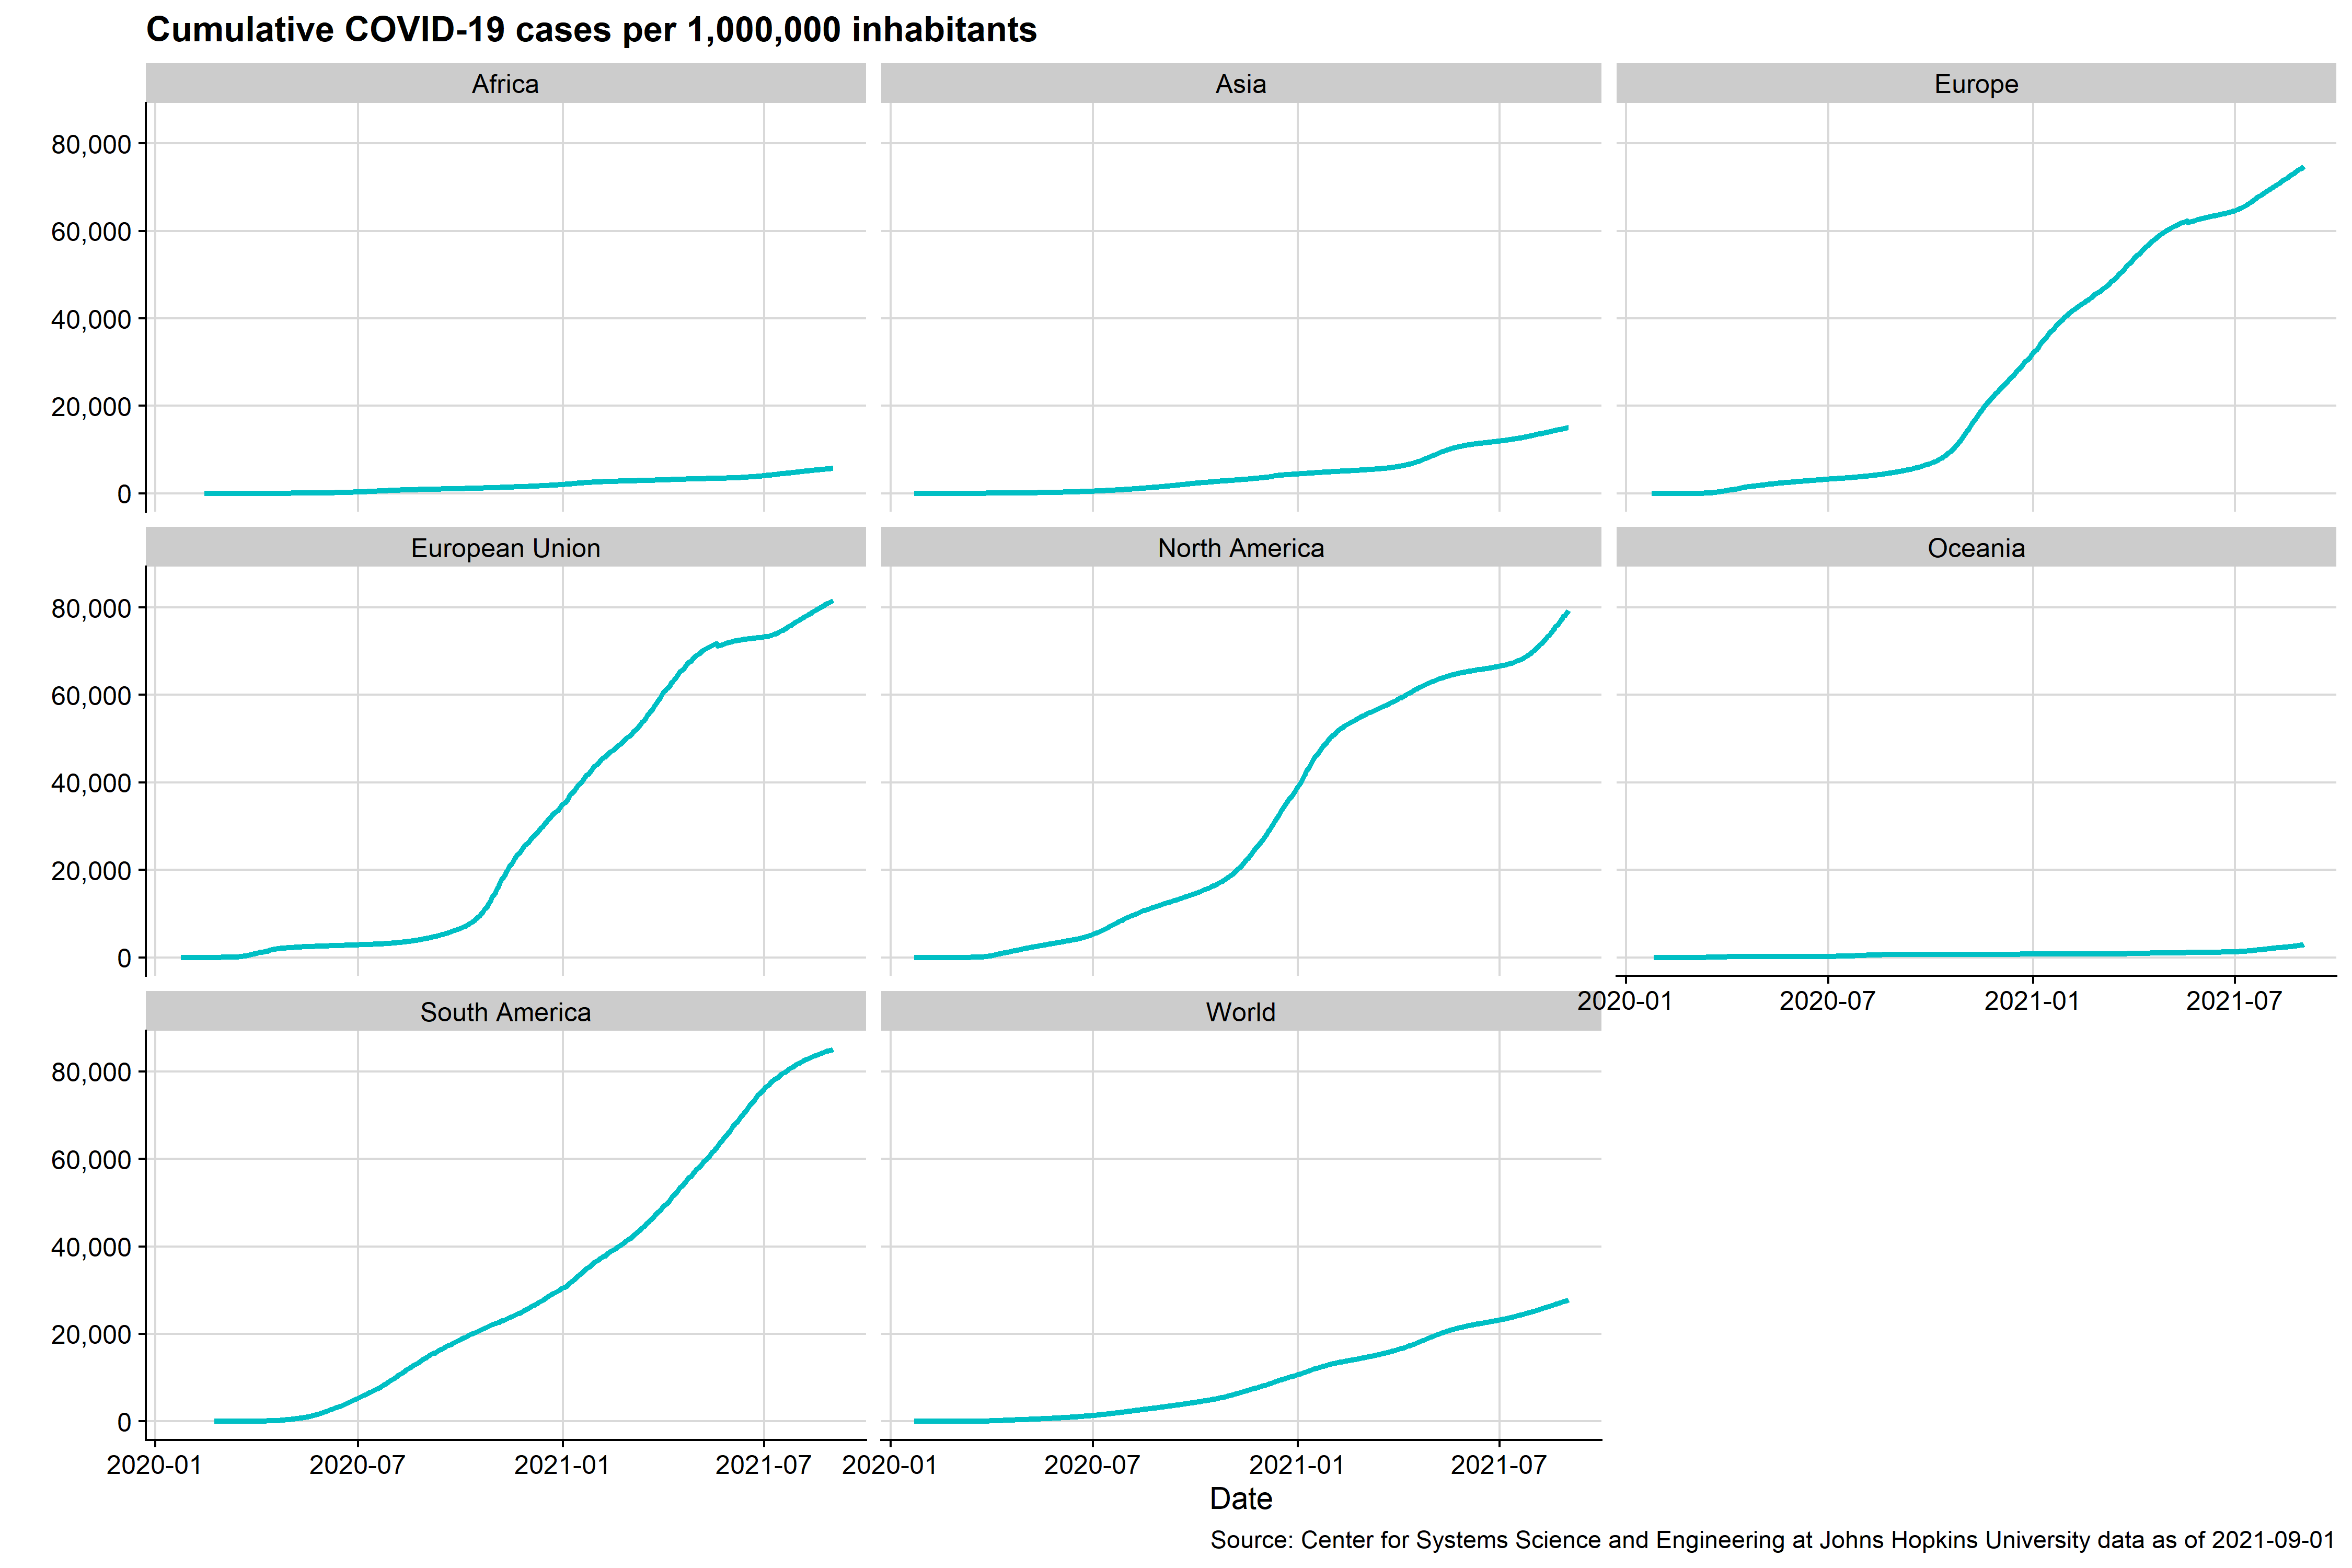 Cumulative COVID-19 cases per 1,000,000 inhabitants
Africa
Asia
Europe
80,000
60,000
40,000
20,000
0
European Union
North America
Oceania
80,000
60,000
40,000
20,000
0
2020-01
2020-07
2021-01
2021-07
South America
World
80,000
60,000
40,000
20,000
0
2020-01
2020-07
2021-01
2021-07
2020-01
2020-07
2021-01
2021-07
Date
Source: Center for Systems Science and Engineering at Johns Hopkins University data as of 2021-09-01